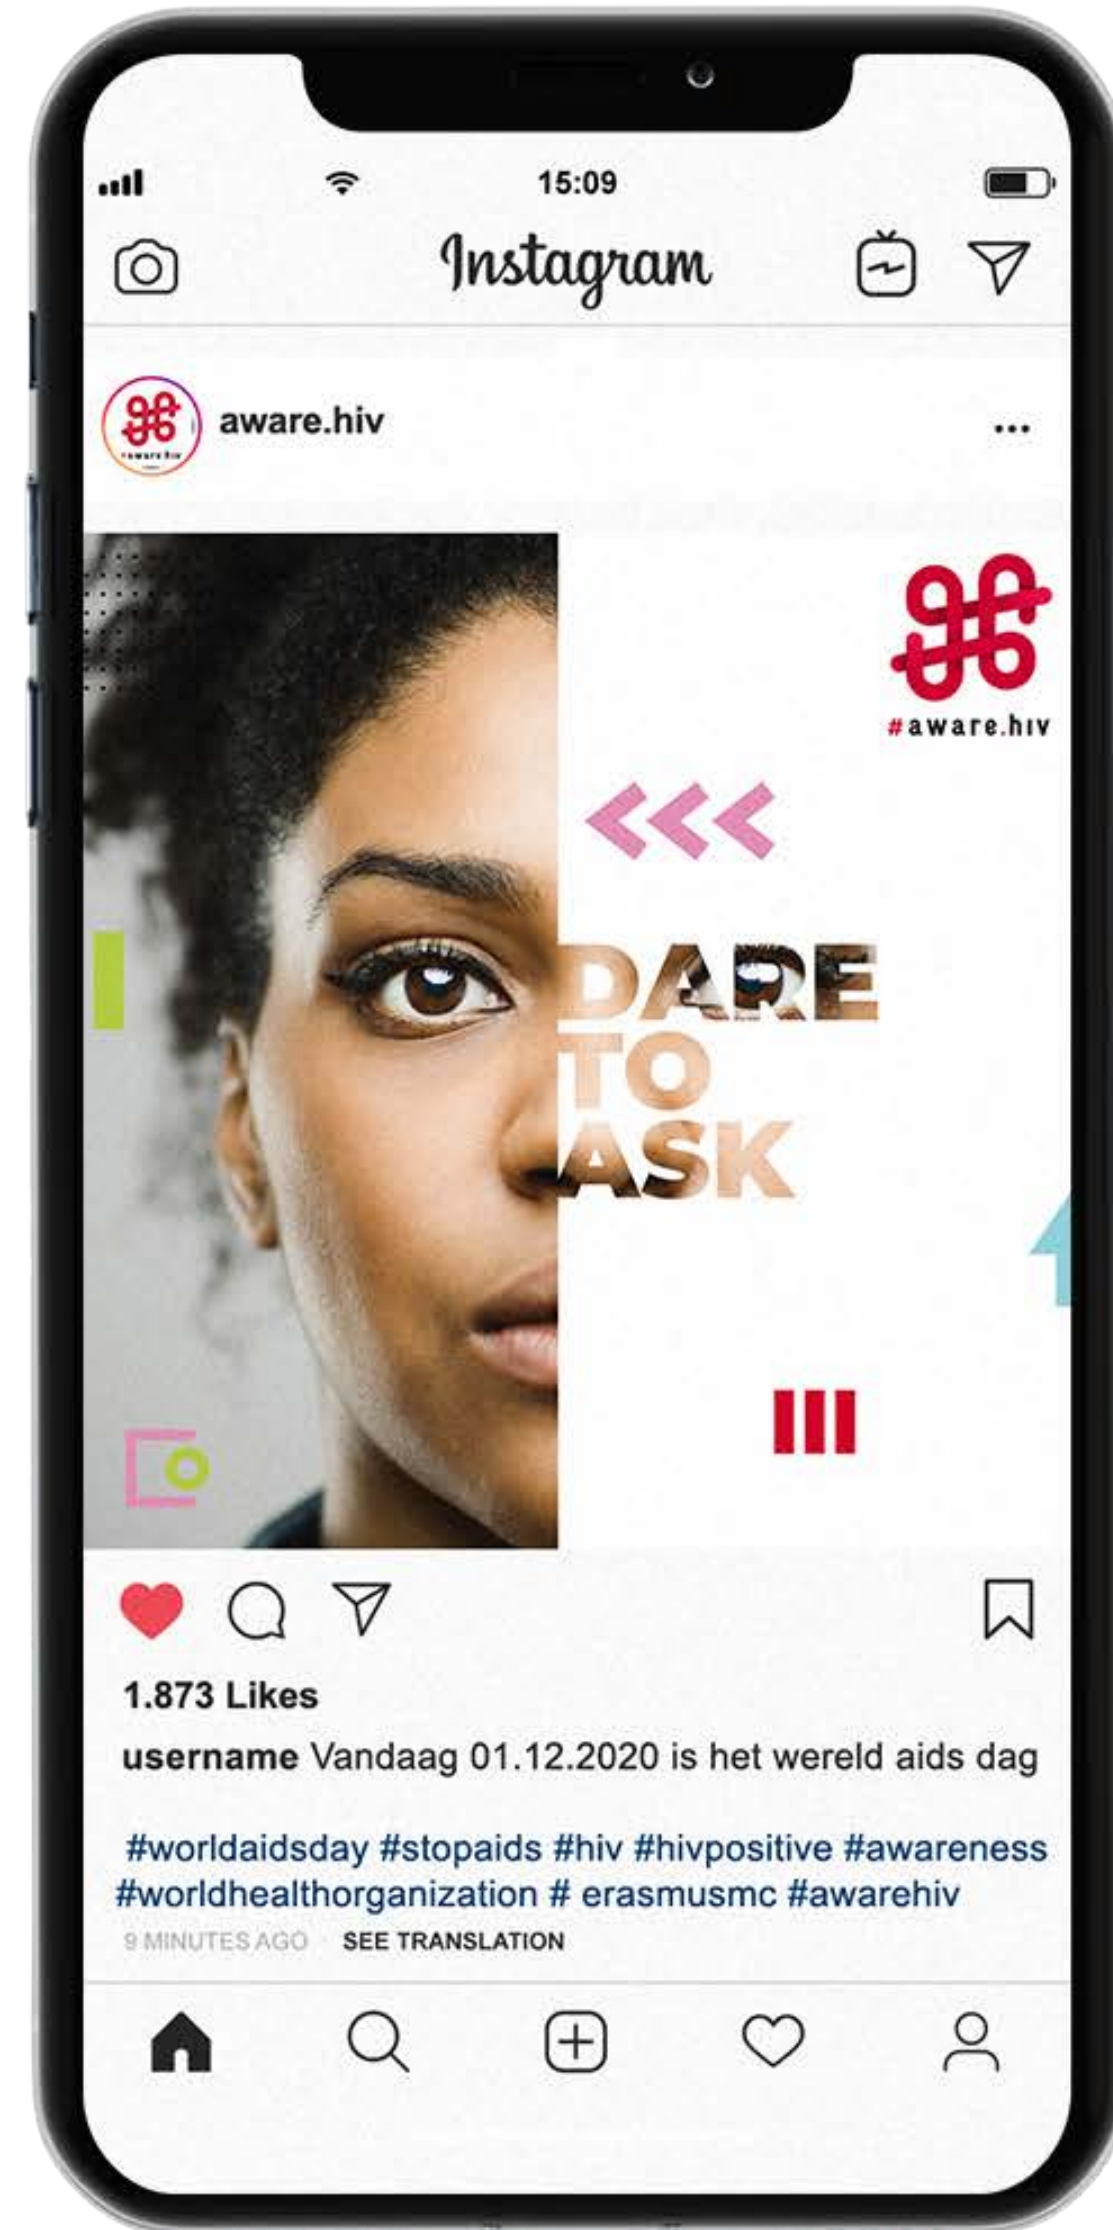 15:09
Instagram
aware.hiv
#aware.hiv
DARE
TO
ASK
1.873 Likes
username Vandaag 01.12.2020 is het wereld aids dag
#worldaidsday #stopaids #hiv #hivpositive #awareness
#worldhealthorganization # erasmusmc #awarehiv
9 MINUTES AGO SEE TRANSLATION